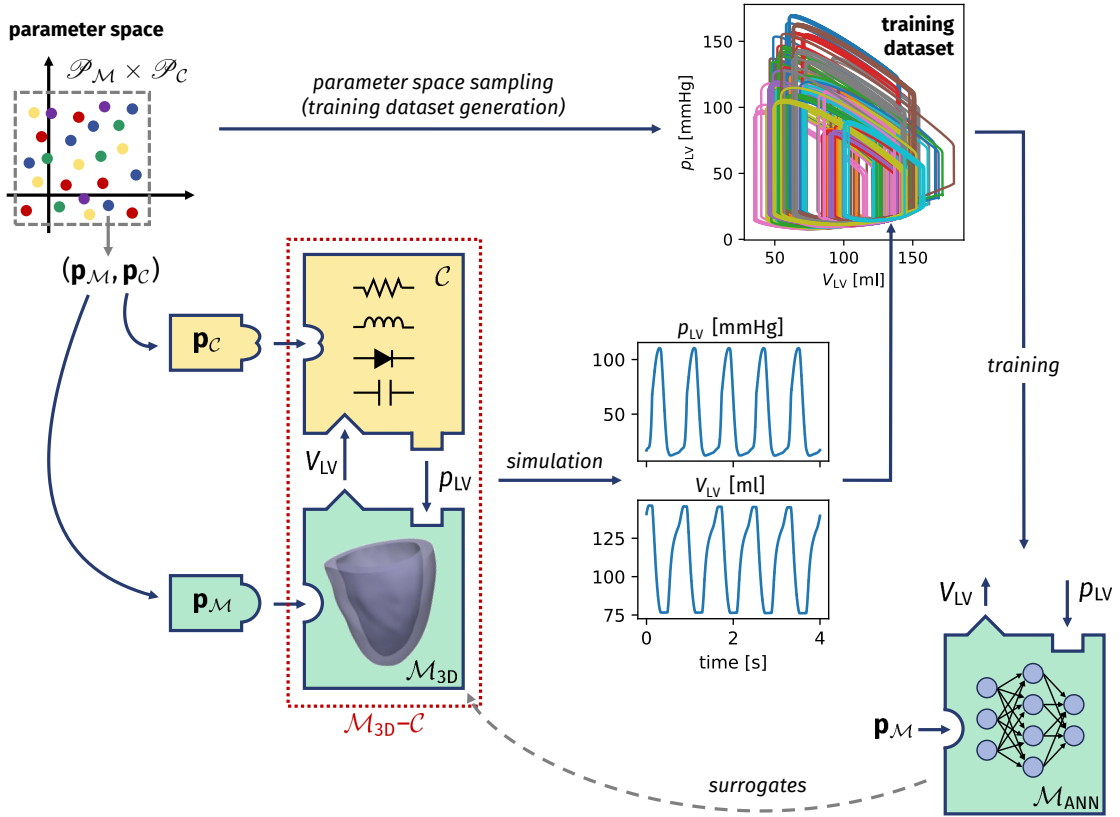 parameter space
𝒫ℳ × 𝒫𝒞
parameter space sampling
(training dataset generation)
training
dataset
150
100
50
0
p_LV [mmHg]
50
100
150
V_LV [ml]
(p_ℳ, p_𝒞)
p_𝒞
𝒞
V_LV
p_LV
p_ℳ
ℳ_3D
ℳ_3D–𝒞
simulation
p_LV [mmHg]
100
50
V_LV [ml]
125
100
75
0
2
4
time [s]
training
V_LV
p_LV
p_ℳ
ℳ_ANN
surrogates